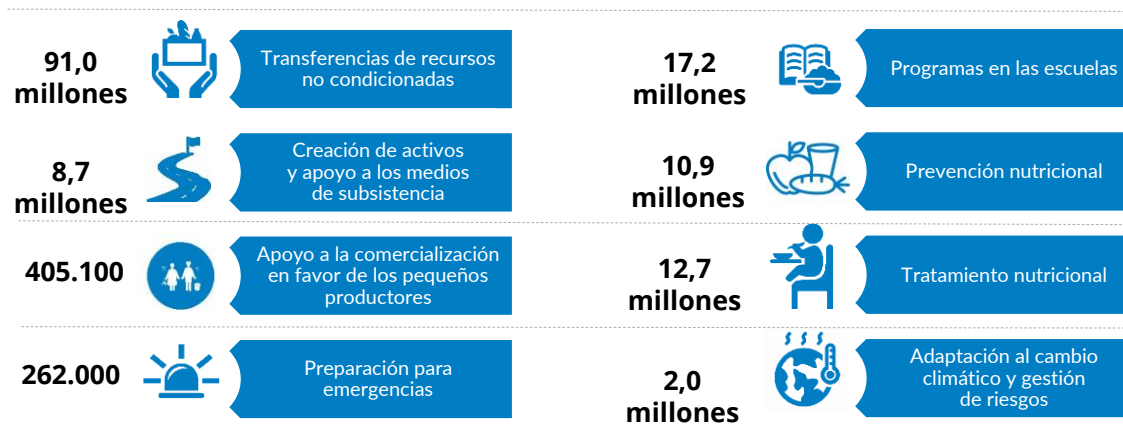 91,0
millones
Transferencias de recursos
no condicionadas
17,2
millones
Programas en las escuelas
8,7
millones
Creación de activos
y apoyo a los medios
de subsistencia
10,9
millones
Prevención nutricional
405.100
Apoyo a la comercialización
en favor de los pequeños
productores
12,7
millones
Tratamiento nutricional
262.000
Preparación para
emergencias
2,0
millones
Adaptación al cambio
climático y gestión
de riesgos